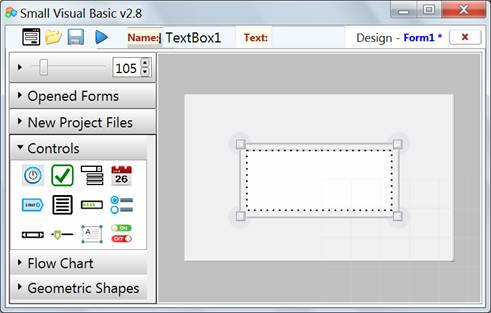 Small Visual Basic v2.8
Name: TextBox1 Text: Design - Form1 * x
105
Opened Forms
New Project Files
Controls
26
ON
OFF
Flow Chart
Geometric Shapes